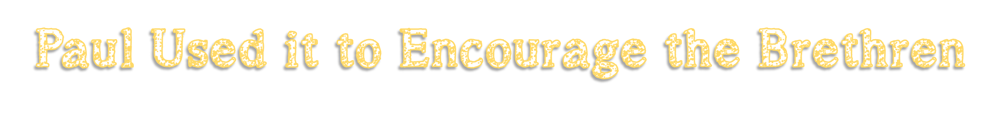 Paul Used it to Encourage the Brethren